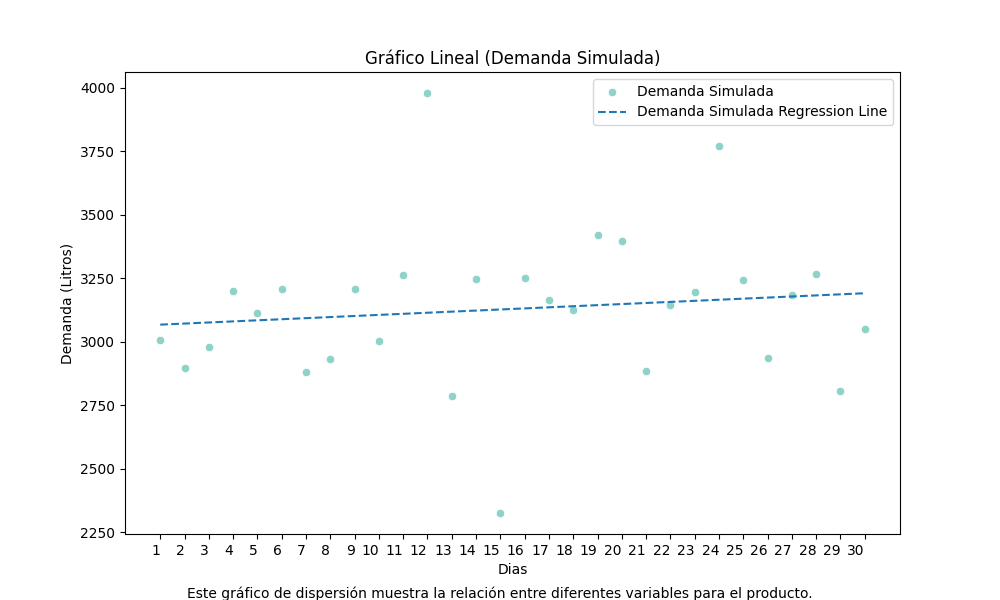 Gráfico Lineal (Demanda Simulada)
Demanda Simulada
Demanda Simulada Regression Line
Demanda (Litros)
4000
3750
3500
3250
3000
2750
2500
2250
1 2 3 4 5 6 7 8 9 10 11 12 13 14 15 16 17 18 19 20 21 22 23 24 25 26 27 28 29 30
Dias
Este gráfico de dispersión muestra la relación entre diferentes variables para el producto.